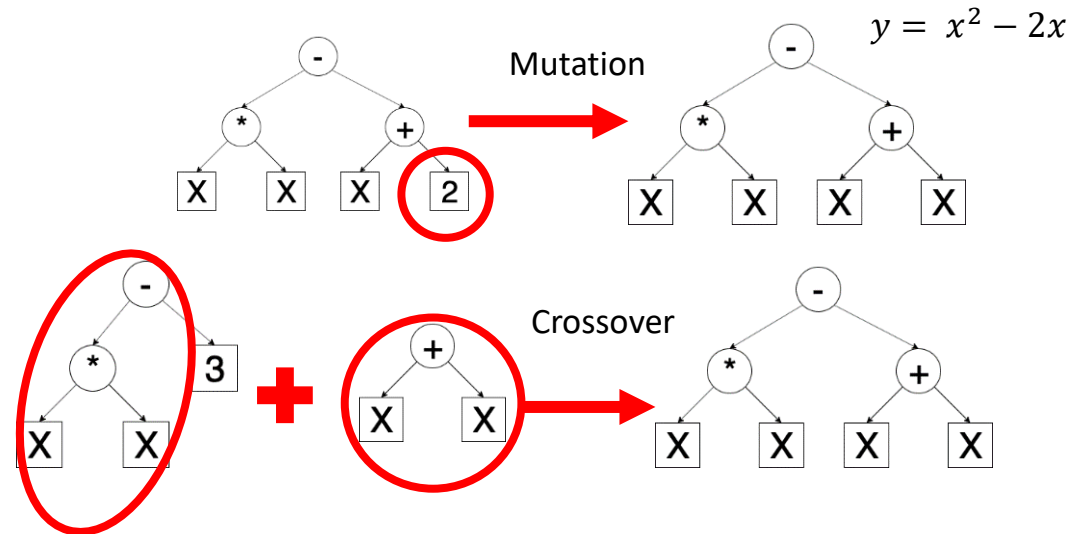 y = x² − 2x
-
Mutation
-
* +
* +
X X X 2
X X X X
-
Crossover
-
* 3
+
* +
X X
X X
X X X X